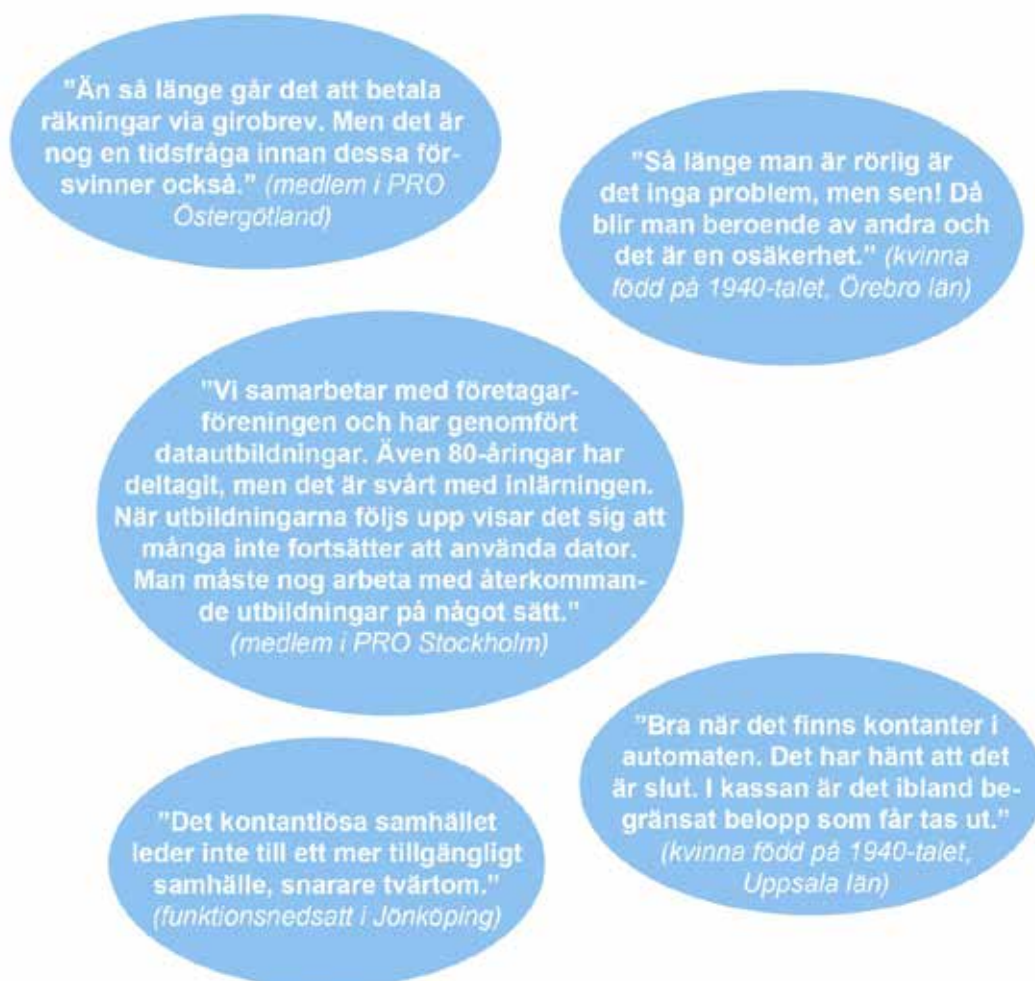 ”Än så länge går det att betala
räkningar via girobrev. Men det är
nog en tidsfråga innan dessa för-
svinner också.” (medlem i PRO
Östergötland)
”Så länge man är rörlig är
det inga problem, men sen! Då
blir man beroende av andra och
det är en osäkerhet.” (kvinna
född på 1940-talet, Örebro län)
”Vi samarbetar med företagar-
föreningen och har genomfört
datautbildningar. Även 80-åringar har
deltagit, men det är svårt med inlärningen.
När utbildningarna följs upp visar det sig att
många inte fortsätter att använda dator.
Man måste nog arbeta med återkomman-
de utbildningar på något sätt.”
(medlem i PRO Stockholm)
”Bra när det finns kontanter i
automaten. Det har hänt att det
är slut. I kassan är det ibland be-
gränsat belopp som får tas ut.”
(kvinna född på 1940-talet,
Uppsala län)
”Det kontantlösa samhället
leder inte till ett mer tillgängligt
samhälle, snarare tvärtom.”
(funktionsnedsatt i Jönköping)